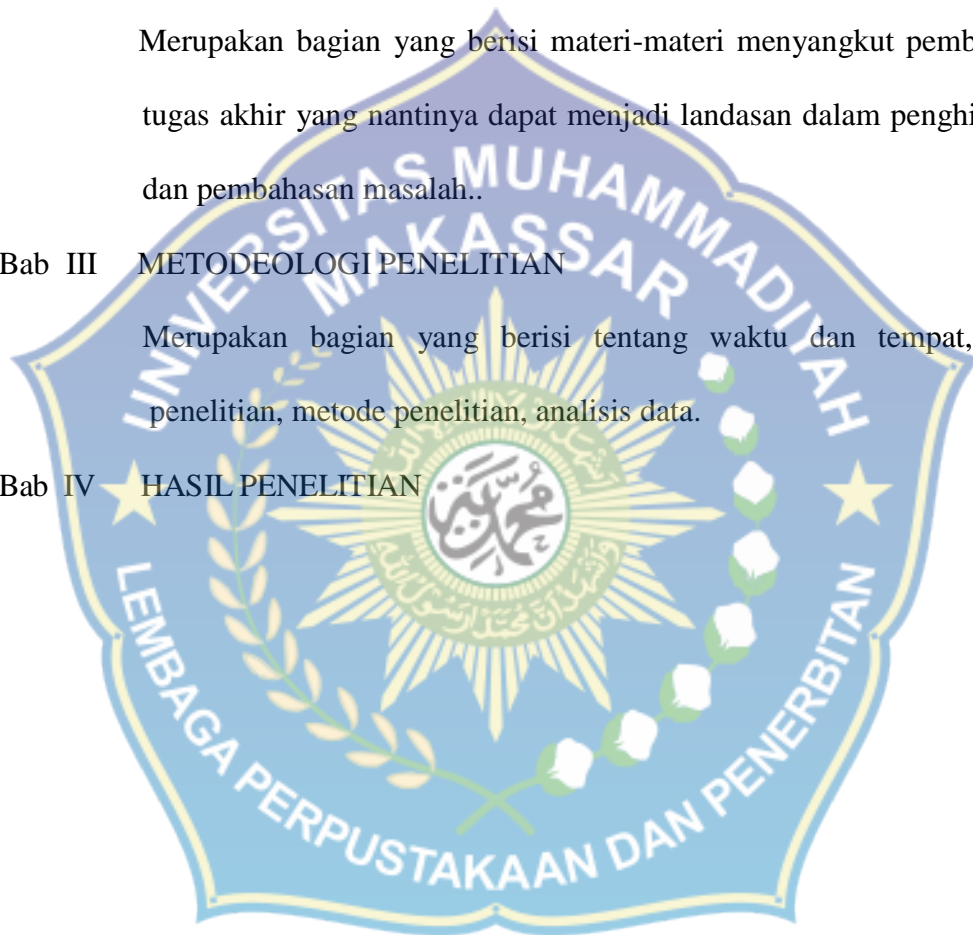 Merupakan bagian yang berisi materi-materi menyangkut
tugas akhir yang nantinya dapat menjadi landasan dalam
dan pembahasan masalah..
Bab III METODEOLOGI PENELITIAN
Merupakan bagian yang berisi tentang waktu dan tempat,
penelitian, metode penelitian, analisis data.
Bab IV HASIL PENELITIAN
UNIVERSITAS MUHAMMADIYAH
MAKASSAR
محمدية
LEMBAGA PERPUSTAKAAN DAN PENERBITAN